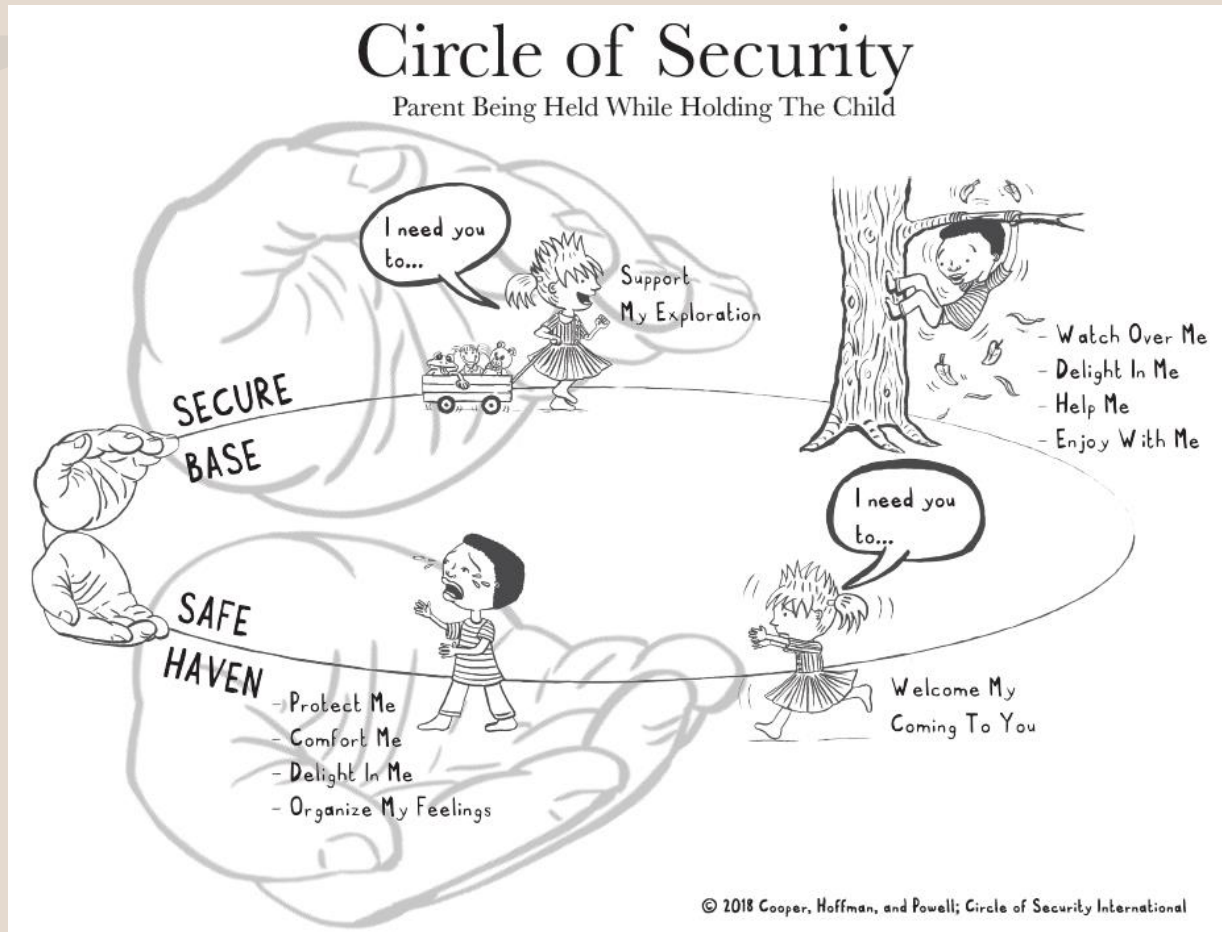 Circle of Security
Parent Being Held While Holding The Child
I need you
to...
Support
My Exploration
- Watch Over Me
- Delight In Me
- Help Me
- Enjoy With Me
SECURE
BASE
I need you
to...
Welcome My
Coming To You
SAFE
HAVEN
- Protect Me
- Comfort Me
- Delight In Me
- Organize My Feelings
© 2018 Cooper, Hoffman, and Powell; Circle of Security International